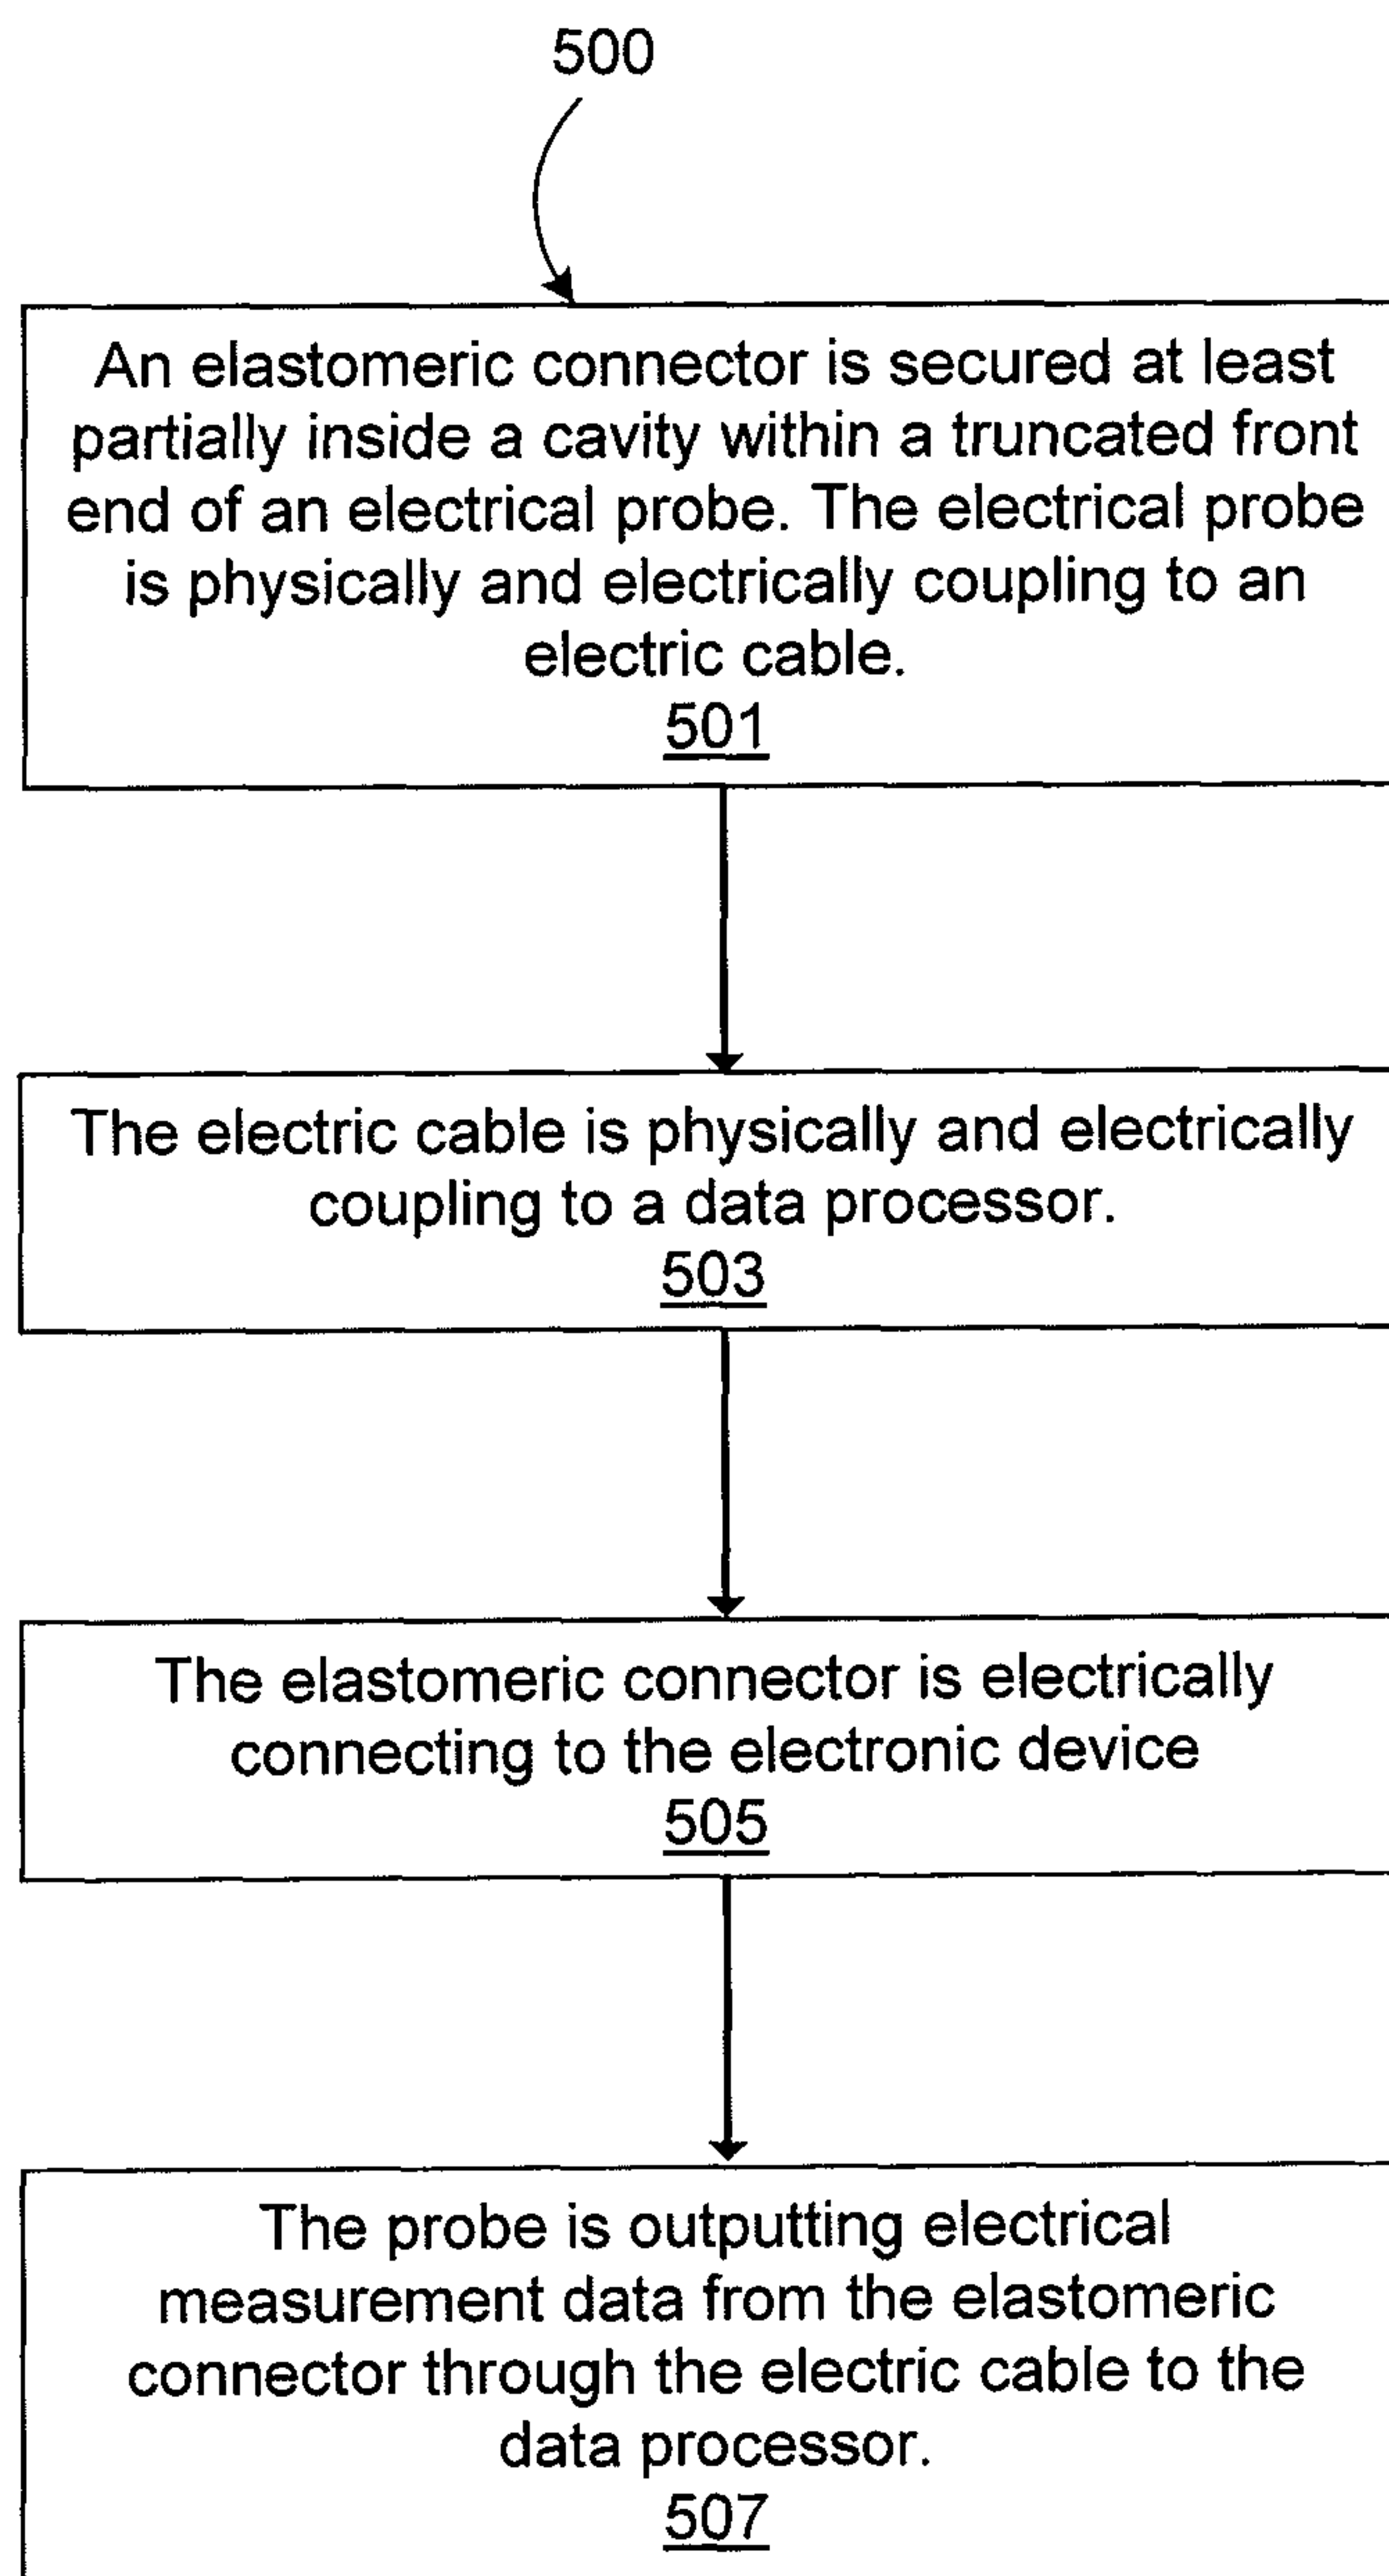 500
An elastomeric connector is secured at least
partially inside a cavity within a truncated front
end of an electrical probe. The electrical probe
is physically and electrically coupling to an
electric cable.
501
The electric cable is physically and electrically
coupling to a data processor.
503
The elastomeric connector is electrically
connecting to the electronic device
505
The probe is outputting electrical
measurement data from the elastomeric
connector through the electric cable to the
data processor.
507